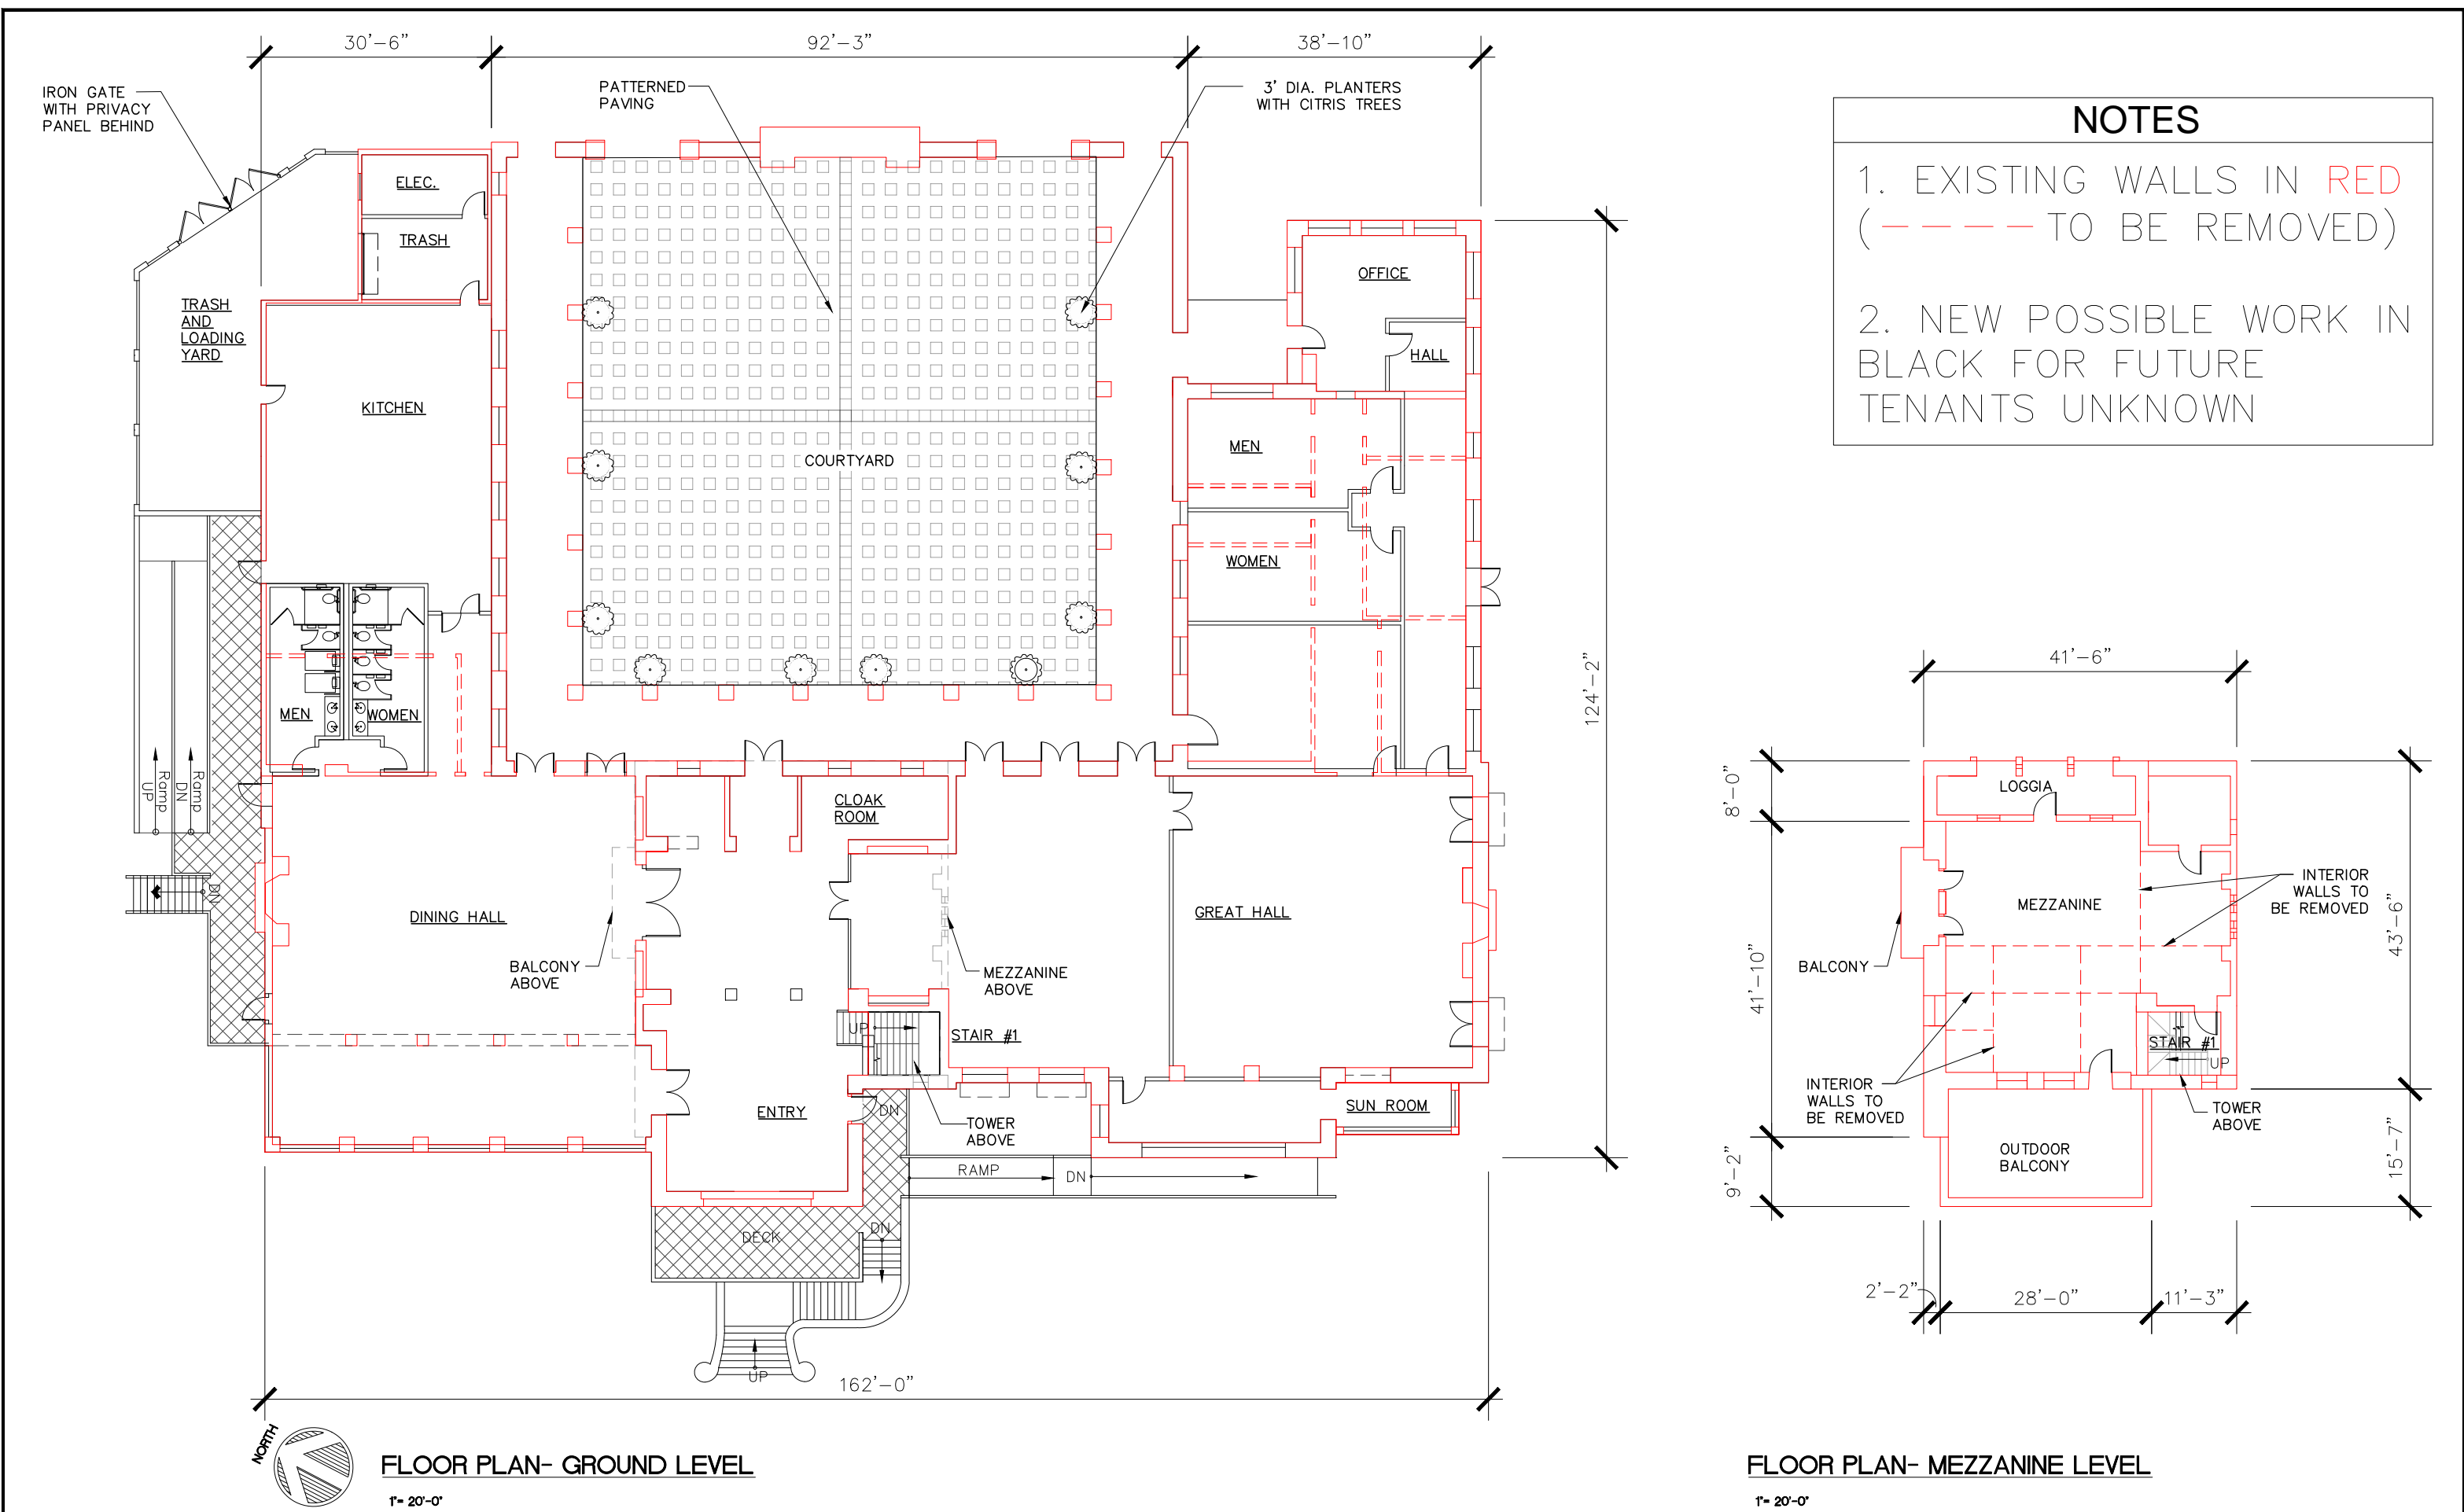 30'-6"
92'-3"
38'-10"
IRON GATE
WITH PRIVACY
PANEL BEHIND
PATTERNED
PAVING
3' DIA. PLANTERS
WITH CITRIS TREES
NOTES
1. EXISTING WALLS IN RED
(- - - - - TO BE REMOVED)
2. NEW POSSIBLE WORK IN
BLACK FOR FUTURE
TENANTS UNKNOWN
ELEC.
TRASH
TRASH
AND
LOADING
YARD
KITCHEN
COURTYARD
OFFICE
HALL
MEN
WOMEN
MEN
WOMEN
124'-2"
Ramp
UP
Ramp
DN
DN
CLOAK
ROOM
DINING HALL
GREAT HALL
BALCONY
ABOVE
MEZZANINE
ABOVE
UP
STAIR #1
ENTRY
DN
TOWER
ABOVE
SUN ROOM
RAMP
DN
DECK
DN
UP
162'-0"
NORTH
FLOOR PLAN- GROUND LEVEL
1"= 20'-0"
41'-6"
8'-0"
LOGGIA
MEZZANINE
INTERIOR
WALLS TO
BE REMOVED
43'-6"
BALCONY
41'-10"
STAIR #1
UP
INTERIOR
WALLS TO
BE REMOVED
TOWER
ABOVE
OUTDOOR
BALCONY
9'-2"
15'-7"
2'-2"
28'-0"
11'-3"
FLOOR PLAN- MEZZANINE LEVEL
1"= 20'-0"